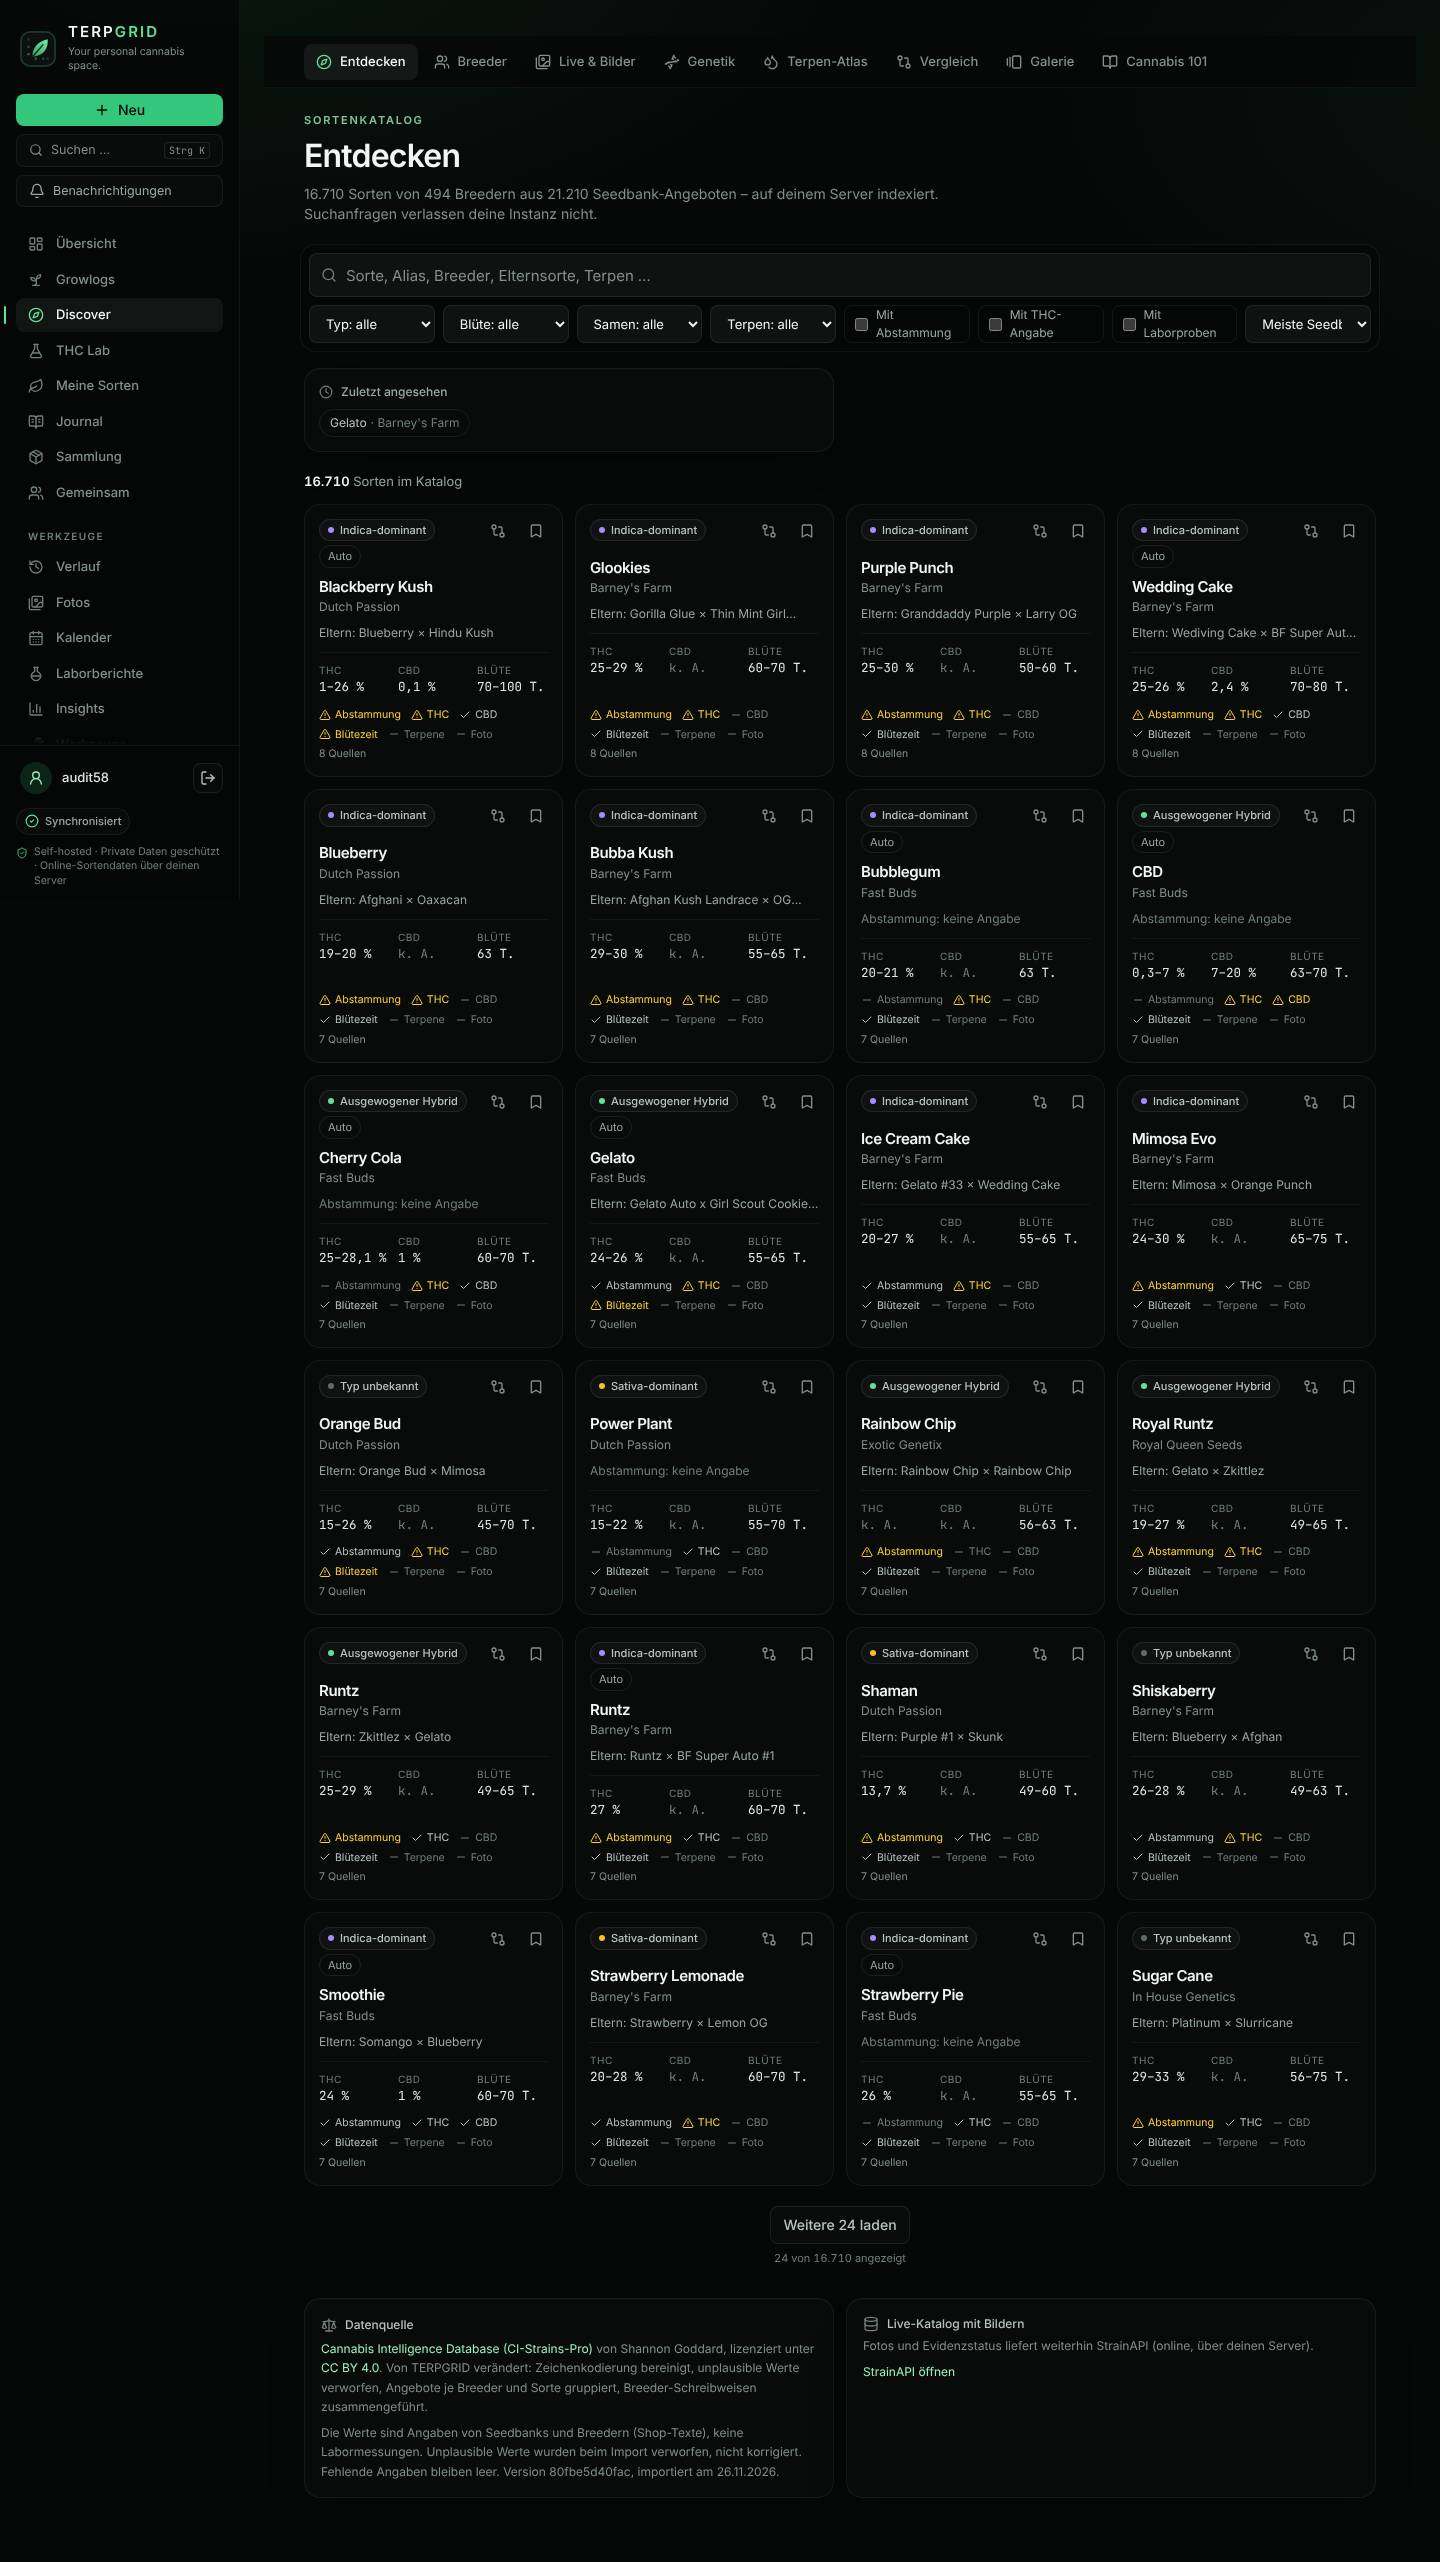 TERPGRID
Your personal cannabis
space.
Neu
Suchen ...
Strg K
Benachrichtigungen
Übersicht
Growlogs
Discover
THC Lab
Meine Sorten
Journal
Sammlung
Gemeinsam
WERKZEUGE
Verlauf
Fotos
Kalender
Laborberichte
Insights
audit58
Synchronisiert
Self-hosted · Private Daten geschützt
· Online-Sortendaten über deinen
Server
Entdecken Breeder Live & Bilder Genetik Terpen-Atlas Vergleich Galerie Cannabis 101
SORTENKATALOG
Entdecken
16.710 Sorten von 494 Breedern aus 21.210 Seedbank-Angeboten – auf deinem Server indexiert.
Suchanfragen verlassen deine Instanz nicht.
Sorte, Alias, Breeder, Elternsorte, Terpen ...
Typ: alle Blüte: alle Samen: alle Terpen: alle
Mit
Abstammung
Mit THC-
Angabe
Mit
Laborproben
Meiste Seedb
Zuletzt angesehen
Gelato · Barney's Farm
16.710 Sorten im Katalog
Indica-dominant
Auto
Blackberry Kush
Dutch Passion
Eltern: Blueberry × Hindu Kush
THC CBD BLÜTE
1–26 % 0,1 % 70–100 T.
Abstammung THC CBD
Blütezeit Terpene Foto
8 Quellen
Indica-dominant
Glookies
Barney's Farm
Eltern: Gorilla Glue × Thin Mint Girl...
THC CBD BLÜTE
25–29 % k. A. 60–70 T.
Abstammung THC CBD
Blütezeit Terpene Foto
8 Quellen
Indica-dominant
Purple Punch
Barney's Farm
Eltern: Granddaddy Purple × Larry OG
THC CBD BLÜTE
25–30 % k. A. 50–60 T.
Abstammung THC CBD
Blütezeit Terpene Foto
8 Quellen
Indica-dominant
Auto
Wedding Cake
Barney's Farm
Eltern: Wediving Cake × BF Super Aut...
THC CBD BLÜTE
25–26 % 2,4 % 70–80 T.
Abstammung THC CBD
Blütezeit Terpene Foto
8 Quellen
Indica-dominant
Blueberry
Dutch Passion
Eltern: Afghani × Oaxacan
THC CBD BLÜTE
19–20 % k. A. 63 T.
Abstammung THC CBD
Blütezeit Terpene Foto
7 Quellen
Indica-dominant
Bubba Kush
Barney's Farm
Eltern: Afghan Kush Landrace × OG...
THC CBD BLÜTE
29–30 % k. A. 55–65 T.
Abstammung THC CBD
Blütezeit Terpene Foto
7 Quellen
Indica-dominant
Auto
Bubblegum
Fast Buds
Abstammung: keine Angabe
THC CBD BLÜTE
20–21 % k. A. 63 T.
Abstammung THC CBD
Blütezeit Terpene Foto
7 Quellen
Ausgewogener Hybrid
Auto
CBD
Fast Buds
Abstammung: keine Angabe
THC CBD BLÜTE
0,3–7 % 7–20 % 63–70 T.
Abstammung THC CBD
Blütezeit Terpene Foto
7 Quellen
Ausgewogener Hybrid
Auto
Cherry Cola
Fast Buds
Abstammung: keine Angabe
THC CBD BLÜTE
25–28,1 % 1 % 60–70 T.
Abstammung THC CBD
Blütezeit Terpene Foto
7 Quellen
Ausgewogener Hybrid
Auto
Gelato
Fast Buds
Eltern: Gelato Auto x Girl Scout Cookie...
THC CBD BLÜTE
24–26 % k. A. 55–65 T.
Abstammung THC CBD
Blütezeit Terpene Foto
7 Quellen
Indica-dominant
Ice Cream Cake
Barney's Farm
Eltern: Gelato #33 × Wedding Cake
THC CBD BLÜTE
20–27 % k. A. 55–65 T.
Abstammung THC CBD
Blütezeit Terpene Foto
7 Quellen
Indica-dominant
Mimosa Evo
Barney's Farm
Eltern: Mimosa × Orange Punch
THC CBD BLÜTE
24–30 % k. A. 65–75 T.
Abstammung THC CBD
Blütezeit Terpene Foto
7 Quellen
Typ unbekannt
Orange Bud
Dutch Passion
Eltern: Orange Bud × Mimosa
THC CBD BLÜTE
15–26 % k. A. 45–70 T.
Abstammung THC CBD
Blütezeit Terpene Foto
7 Quellen
Sativa-dominant
Power Plant
Dutch Passion
Abstammung: keine Angabe
THC CBD BLÜTE
15–22 % k. A. 55–70 T.
Abstammung THC CBD
Blütezeit Terpene Foto
7 Quellen
Ausgewogener Hybrid
Rainbow Chip
Exotic Genetix
Eltern: Rainbow Chip × Rainbow Chip
THC CBD BLÜTE
k. A. k. A. 56–63 T.
Abstammung THC CBD
Blütezeit Terpene Foto
7 Quellen
Ausgewogener Hybrid
Royal Runtz
Royal Queen Seeds
Eltern: Gelato × Zkittlez
THC CBD BLÜTE
19–27 % k. A. 49–65 T.
Abstammung THC CBD
Blütezeit Terpene Foto
7 Quellen
Ausgewogener Hybrid
Runtz
Barney's Farm
Eltern: Zkittlez × Gelato
THC CBD BLÜTE
25–29 % k. A. 49–65 T.
Abstammung THC CBD
Blütezeit Terpene Foto
7 Quellen
Indica-dominant
Auto
Runtz
Barney's Farm
Eltern: Runtz × BF Super Auto #1
THC CBD BLÜTE
27 % k. A. 60–70 T.
Abstammung THC CBD
Blütezeit Terpene Foto
7 Quellen
Sativa-dominant
Shaman
Dutch Passion
Eltern: Purple #1 × Skunk
THC CBD BLÜTE
13,7 % k. A. 49–60 T.
Abstammung THC CBD
Blütezeit Terpene Foto
7 Quellen
Typ unbekannt
Shiskaberry
Barney's Farm
Eltern: Blueberry × Afghan
THC CBD BLÜTE
26–28 % k. A. 49–63 T.
Abstammung THC CBD
Blütezeit Terpene Foto
7 Quellen
Indica-dominant
Auto
Smoothie
Fast Buds
Eltern: Somango × Blueberry
THC CBD BLÜTE
24 % 1 % 60–70 T.
Abstammung THC CBD
Blütezeit Terpene Foto
7 Quellen
Sativa-dominant
Strawberry Lemonade
Barney's Farm
Eltern: Strawberry × Lemon OG
THC CBD BLÜTE
20–28 % k. A. 60–70 T.
Abstammung THC CBD
Blütezeit Terpene Foto
7 Quellen
Indica-dominant
Auto
Strawberry Pie
Fast Buds
Abstammung: keine Angabe
THC CBD BLÜTE
26 % k. A. 55–65 T.
Abstammung THC CBD
Blütezeit Terpene Foto
7 Quellen
Typ unbekannt
Sugar Cane
In House Genetics
Eltern: Platinum × Slurricane
THC CBD BLÜTE
29–33 % k. A. 56–75 T.
Abstammung THC CBD
Blütezeit Terpene Foto
7 Quellen
Weitere 24 laden
24 von 16.710 angezeigt
Datenquelle
Cannabis Intelligence Database (CI-Strains-Pro) von Shannon Goddard, lizenziert unter
CC BY 4.0. Von TERPGRID verändert: Zeichenkodierung bereinigt, unplausible Werte
verworfen, Angebote je Breeder und Sorte gruppiert, Breeder-Schreibweisen
zusammengeführt.
Die Werte sind Angaben von Seedbanks und Breedern (Shop-Texte), keine
Labormessungen. Unplausible Werte wurden beim Import verworfen, nicht korrigiert.
Fehlende Angaben bleiben leer. Version 80fbe5d40fac, importiert am 26.11.2026.
Live-Katalog mit Bildern
Fotos und Evidenzstatus liefert weiterhin StrainAPI (online, über deinen Server).
StrainAPI öffnen